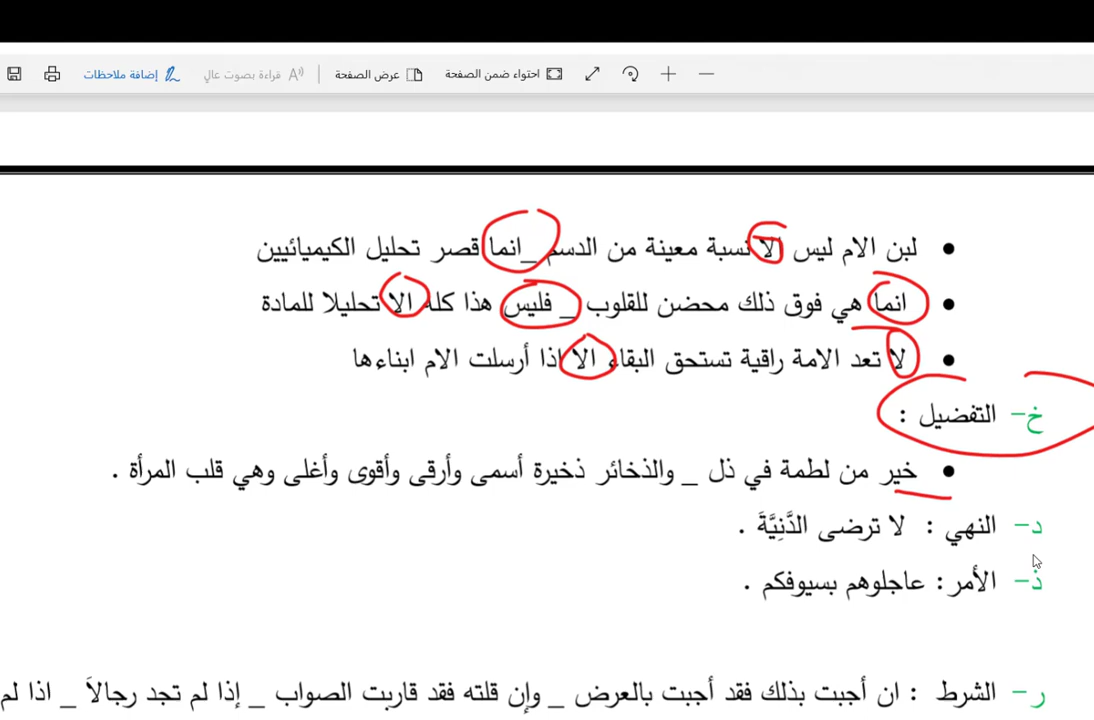 إضافة ملاحظات قراءة بصوت عالٍ عرض الصفحة احتواء ضمن الصفحة
لبن الام ليس إلا نسبة معينة من الدسم _انما قصر تحليل الكيميائيين
انما هي فوق ذلك محضن للقلوب _ فليس هذا كله الا تحليلا للمادة
لا تعد الامة راقية تستحق البقاء الا اذا أرسلت الام ابناءها
خ- التفضيل :
خير من لطمة في ذل _ والذخائر ذخيرة أسمى وأرقى وأقوى وأغلى وهي قلب المرأة .
د- النهي : لا ترضى الدَّنِيَّةَ .
ذ- الأمر: عاجلوهم بسيوفكم .
ر- الشرط : ان أجبت بذلك فقد أجبت بالعرض _ وإن قلته فقد قاربت الصواب _ إذا لم تجد رجالاً _ اذا لم